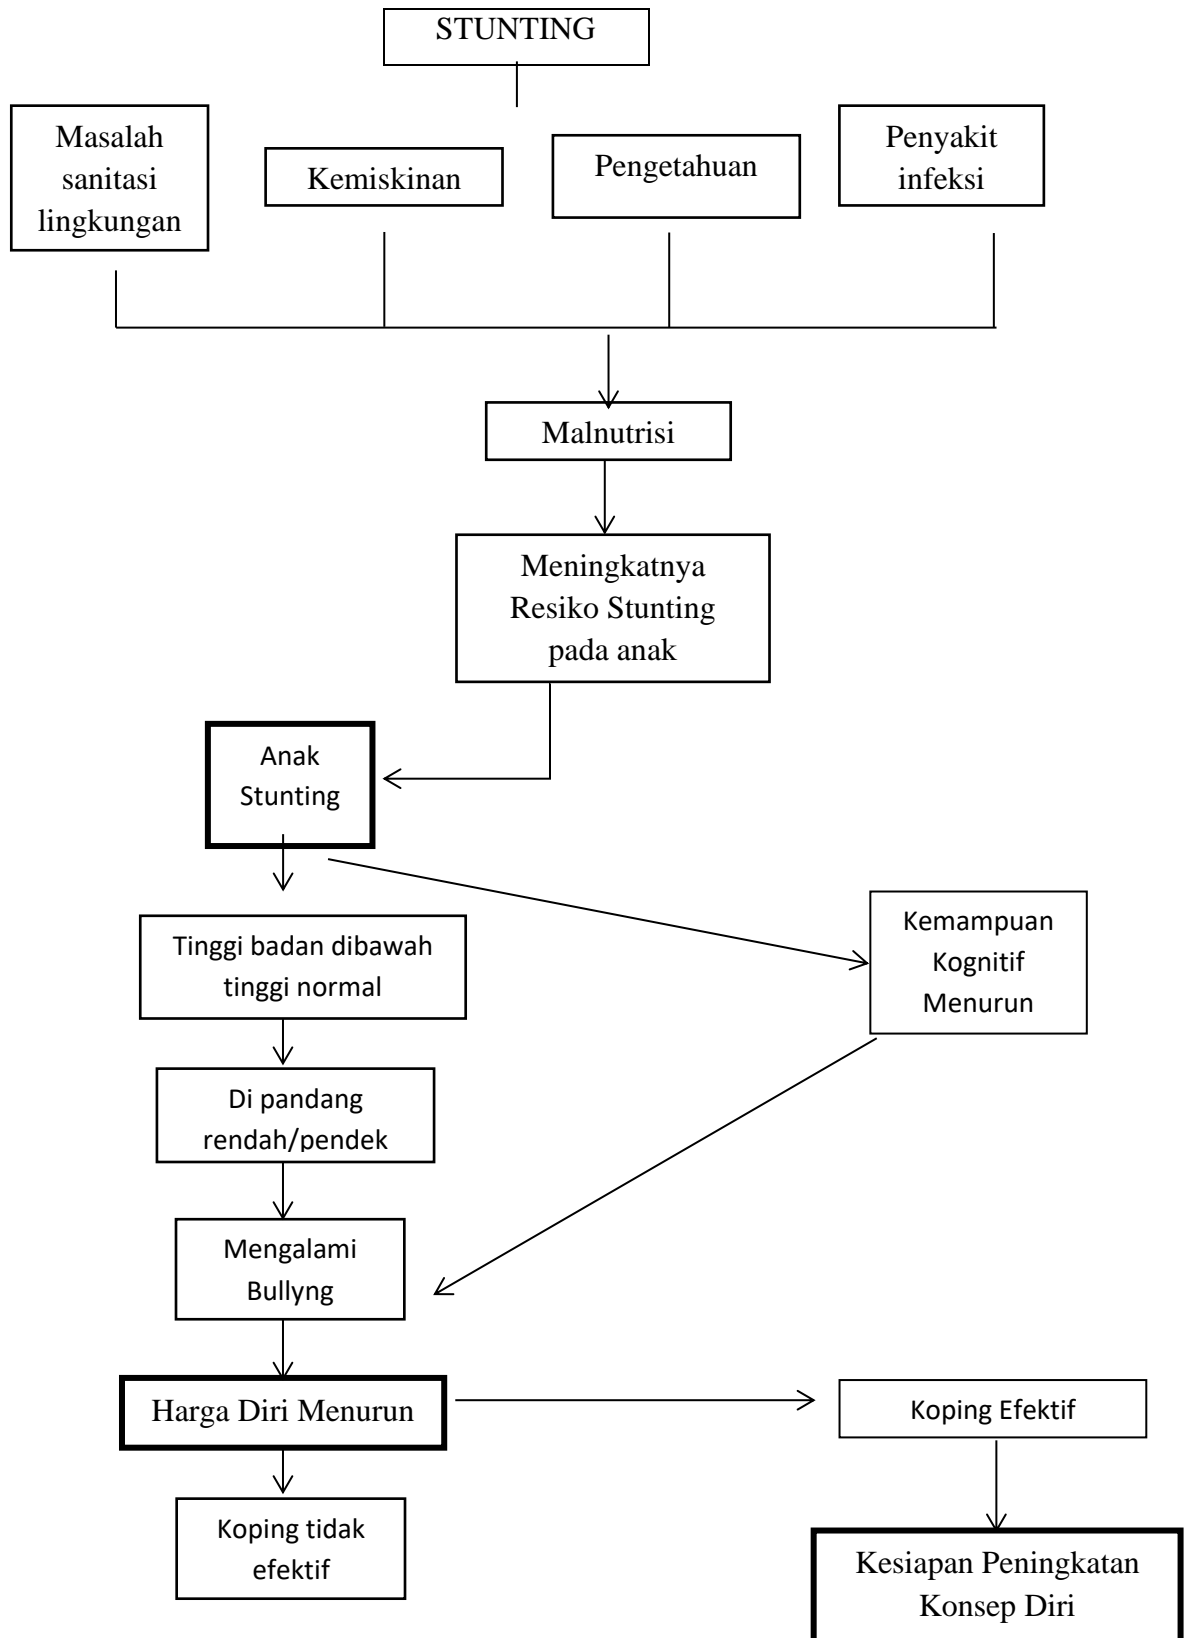 STUNTING
Masalah
sanitasi
lingkungan
Kemiskinan
Pengetahuan
Penyakit
infeksi
Malnutrisi
Meningkatnya
Resiko Stunting
pada anak
Anak
Stunting
Tinggi badan dibawah
tinggi normal
Kemampuan
Kognitif
Menurun
Di pandang
rendah/pendek
Mengalami
Bullyng
Harga Diri Menurun
Koping Efektif
Koping tidak
efektif
Kesiapan Peningkatan
Konsep Diri